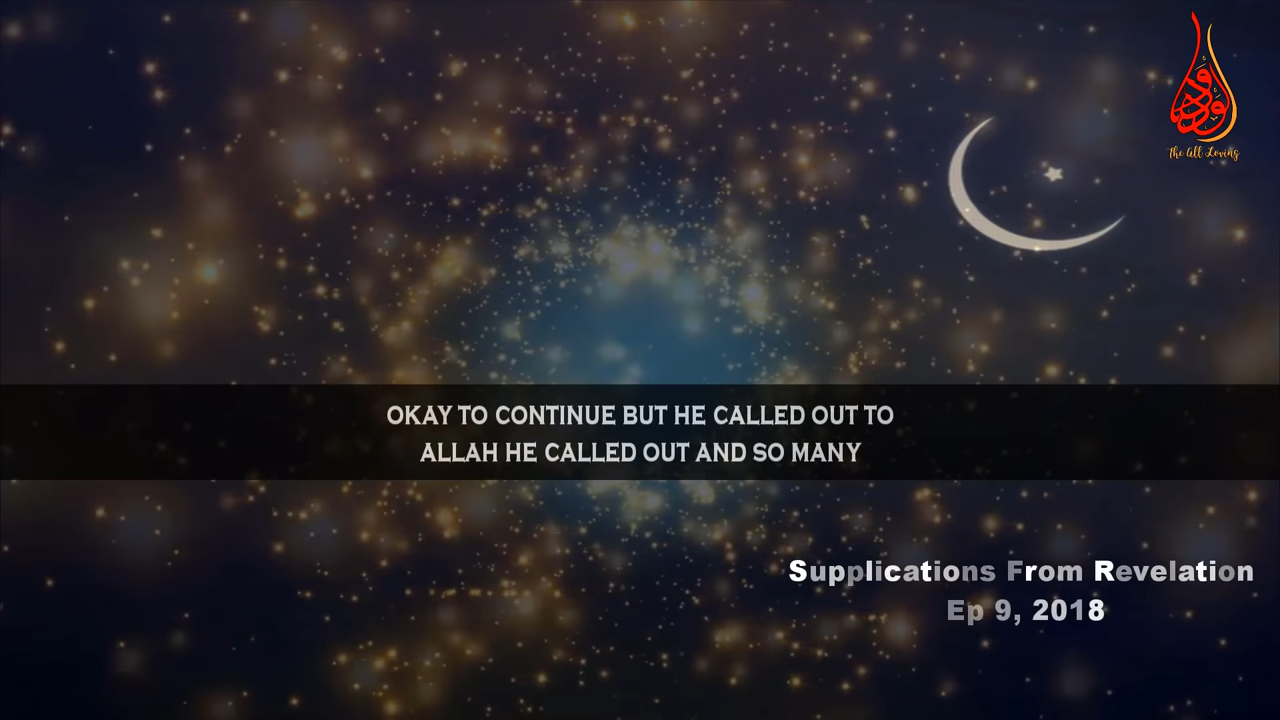 الودود
The All Loving
OKAY TO CONTINUE BUT HE CALLED OUT TO
ALLAH HE CALLED OUT AND SO MANY
Supplications From Revelation
Ep 9, 2018